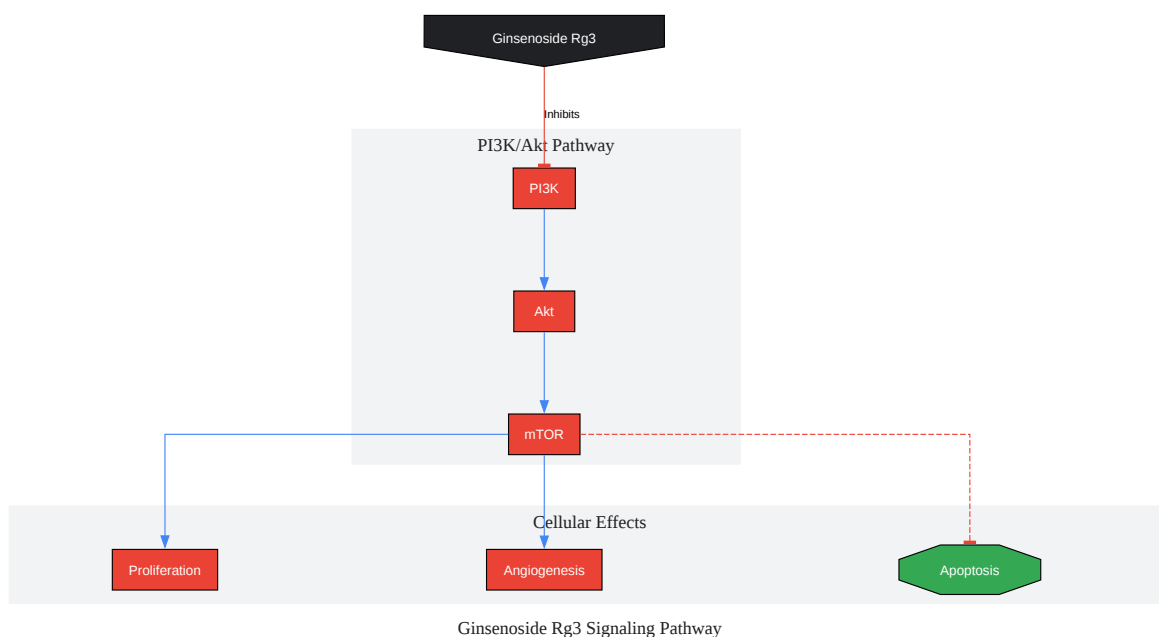 Ginsenoside Rg3
Inhibits
PI3K/Akt Pathway
PI3K
Akt
mTOR
Cellular Effects
Proliferation
Angiogenesis
Apoptosis
Ginsenoside Rg3 Signaling Pathway